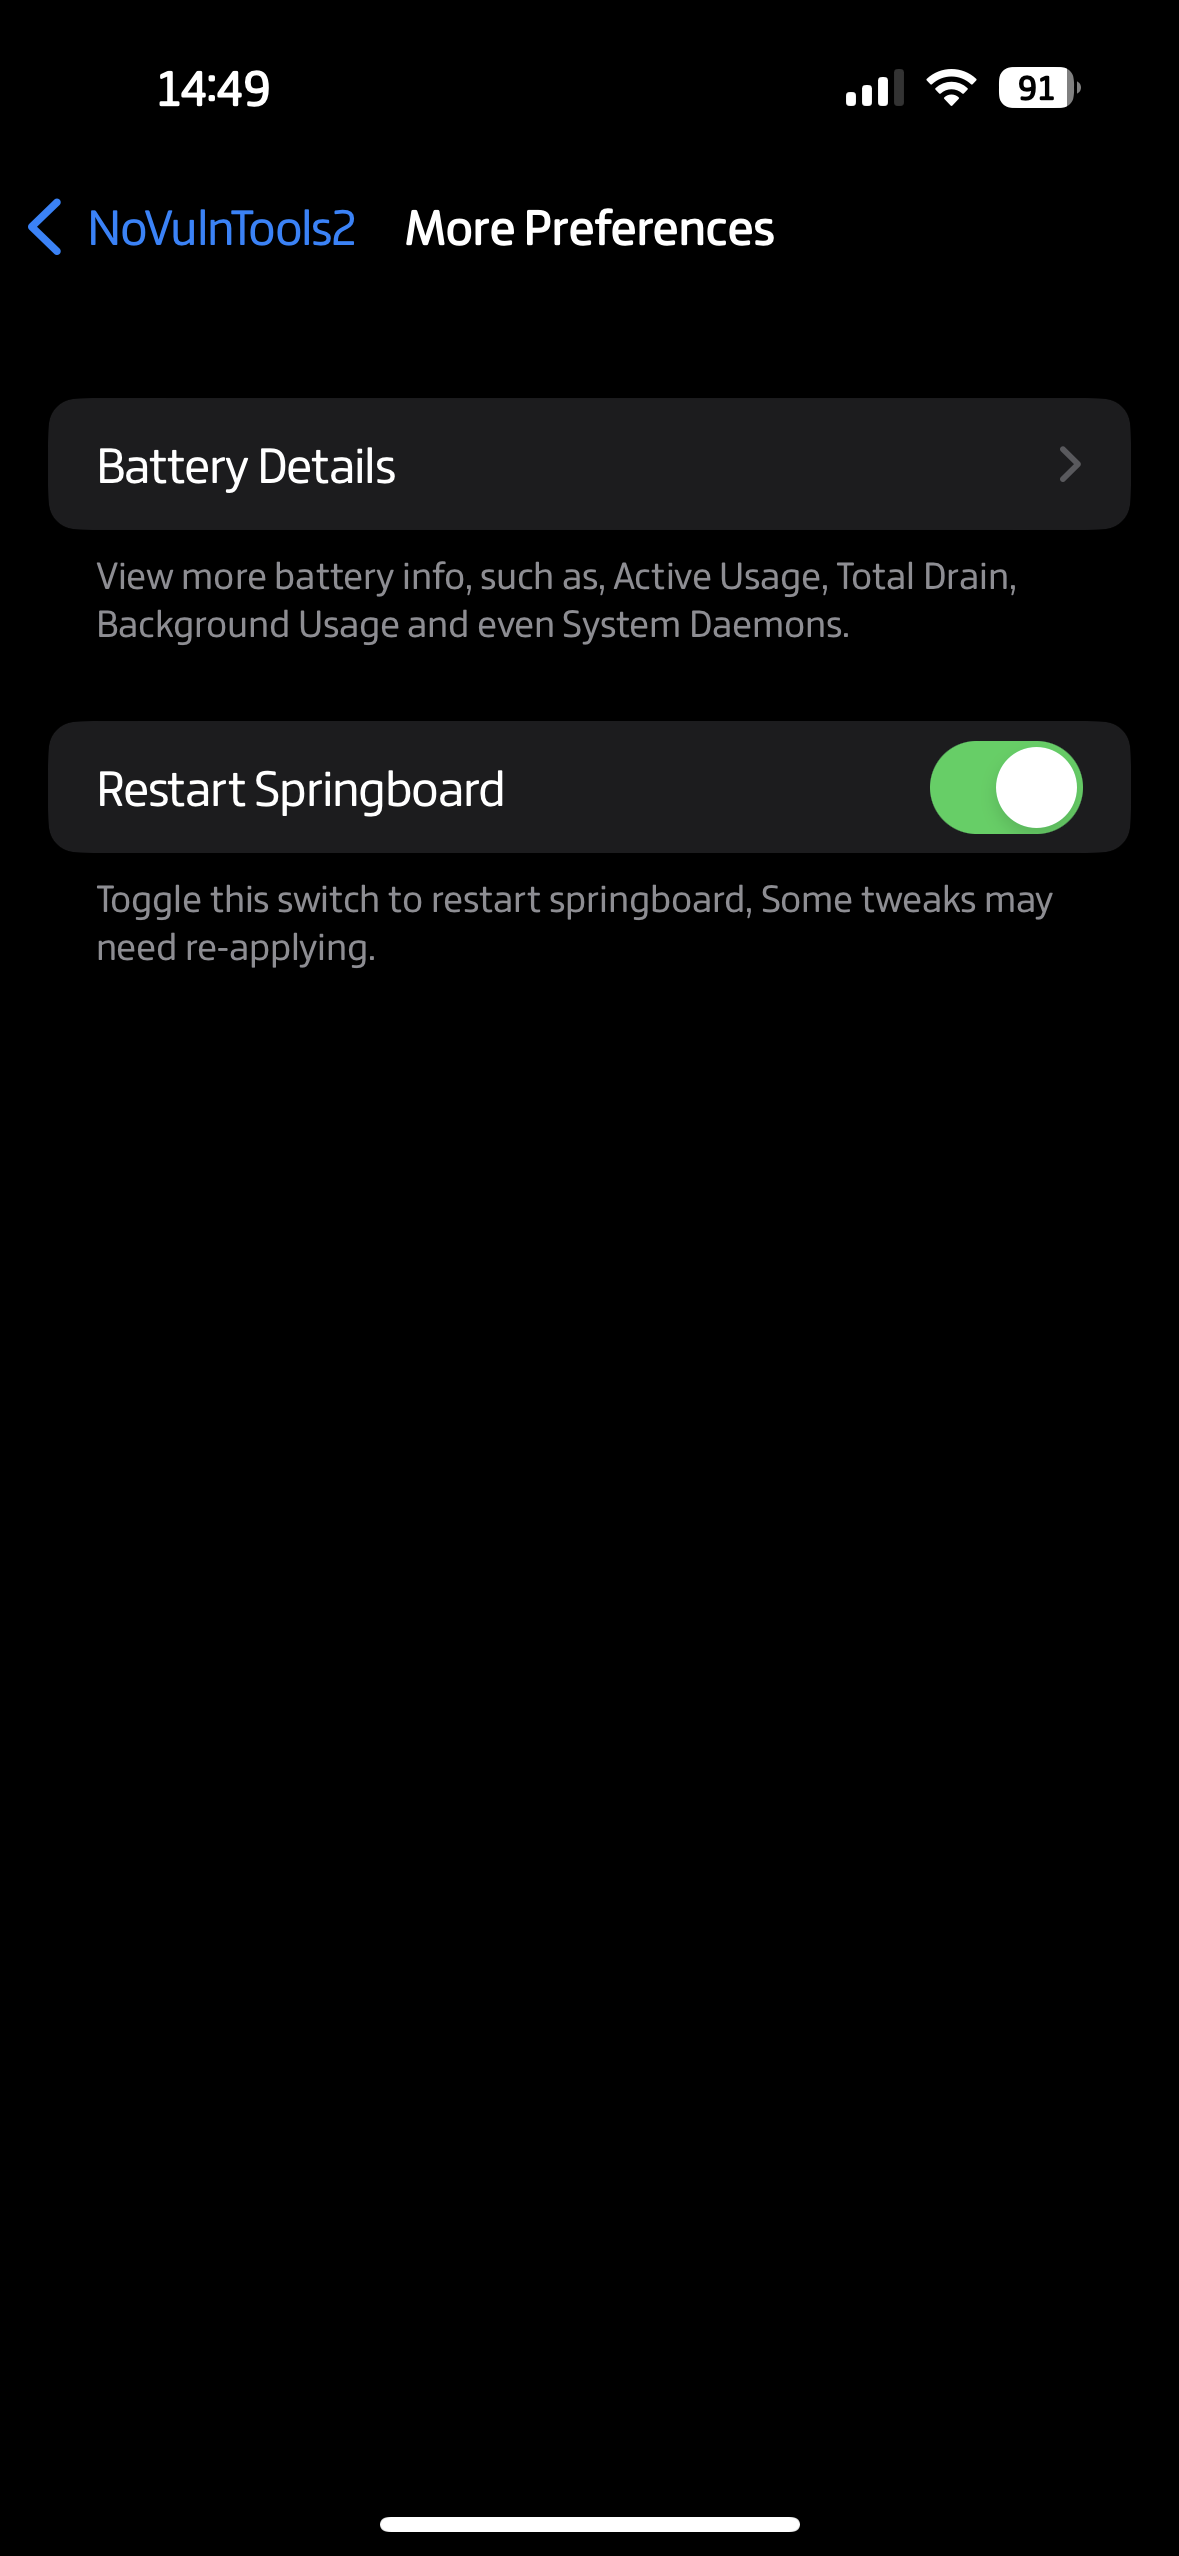 14:49
91
NoVulnTools2
More Preferences
Battery Details
View more battery info, such as, Active Usage, Total Drain,
Background Usage and even System Daemons.
Restart Springboard
Toggle this switch to restart springboard, Some tweaks may
need re-applying.